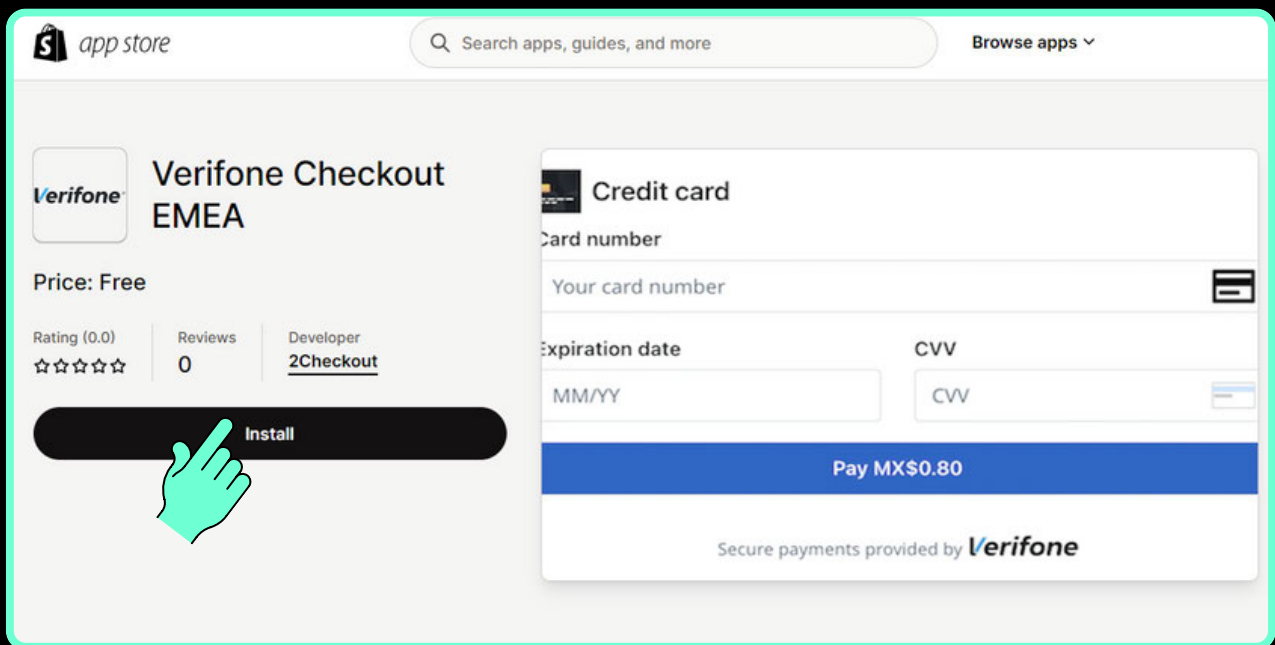 app store
Search apps, guides, and more
Browse apps
Verifone
Verifone Checkout
EMEA
Price: Free
Rating (0.0)
Reviews
0
Developer
2Checkout
Install
Credit card
Card number
Your card number
Expiration date
CVV
MM/YY
CVV
Pay MX$0.80
Secure payments provided by Verifone